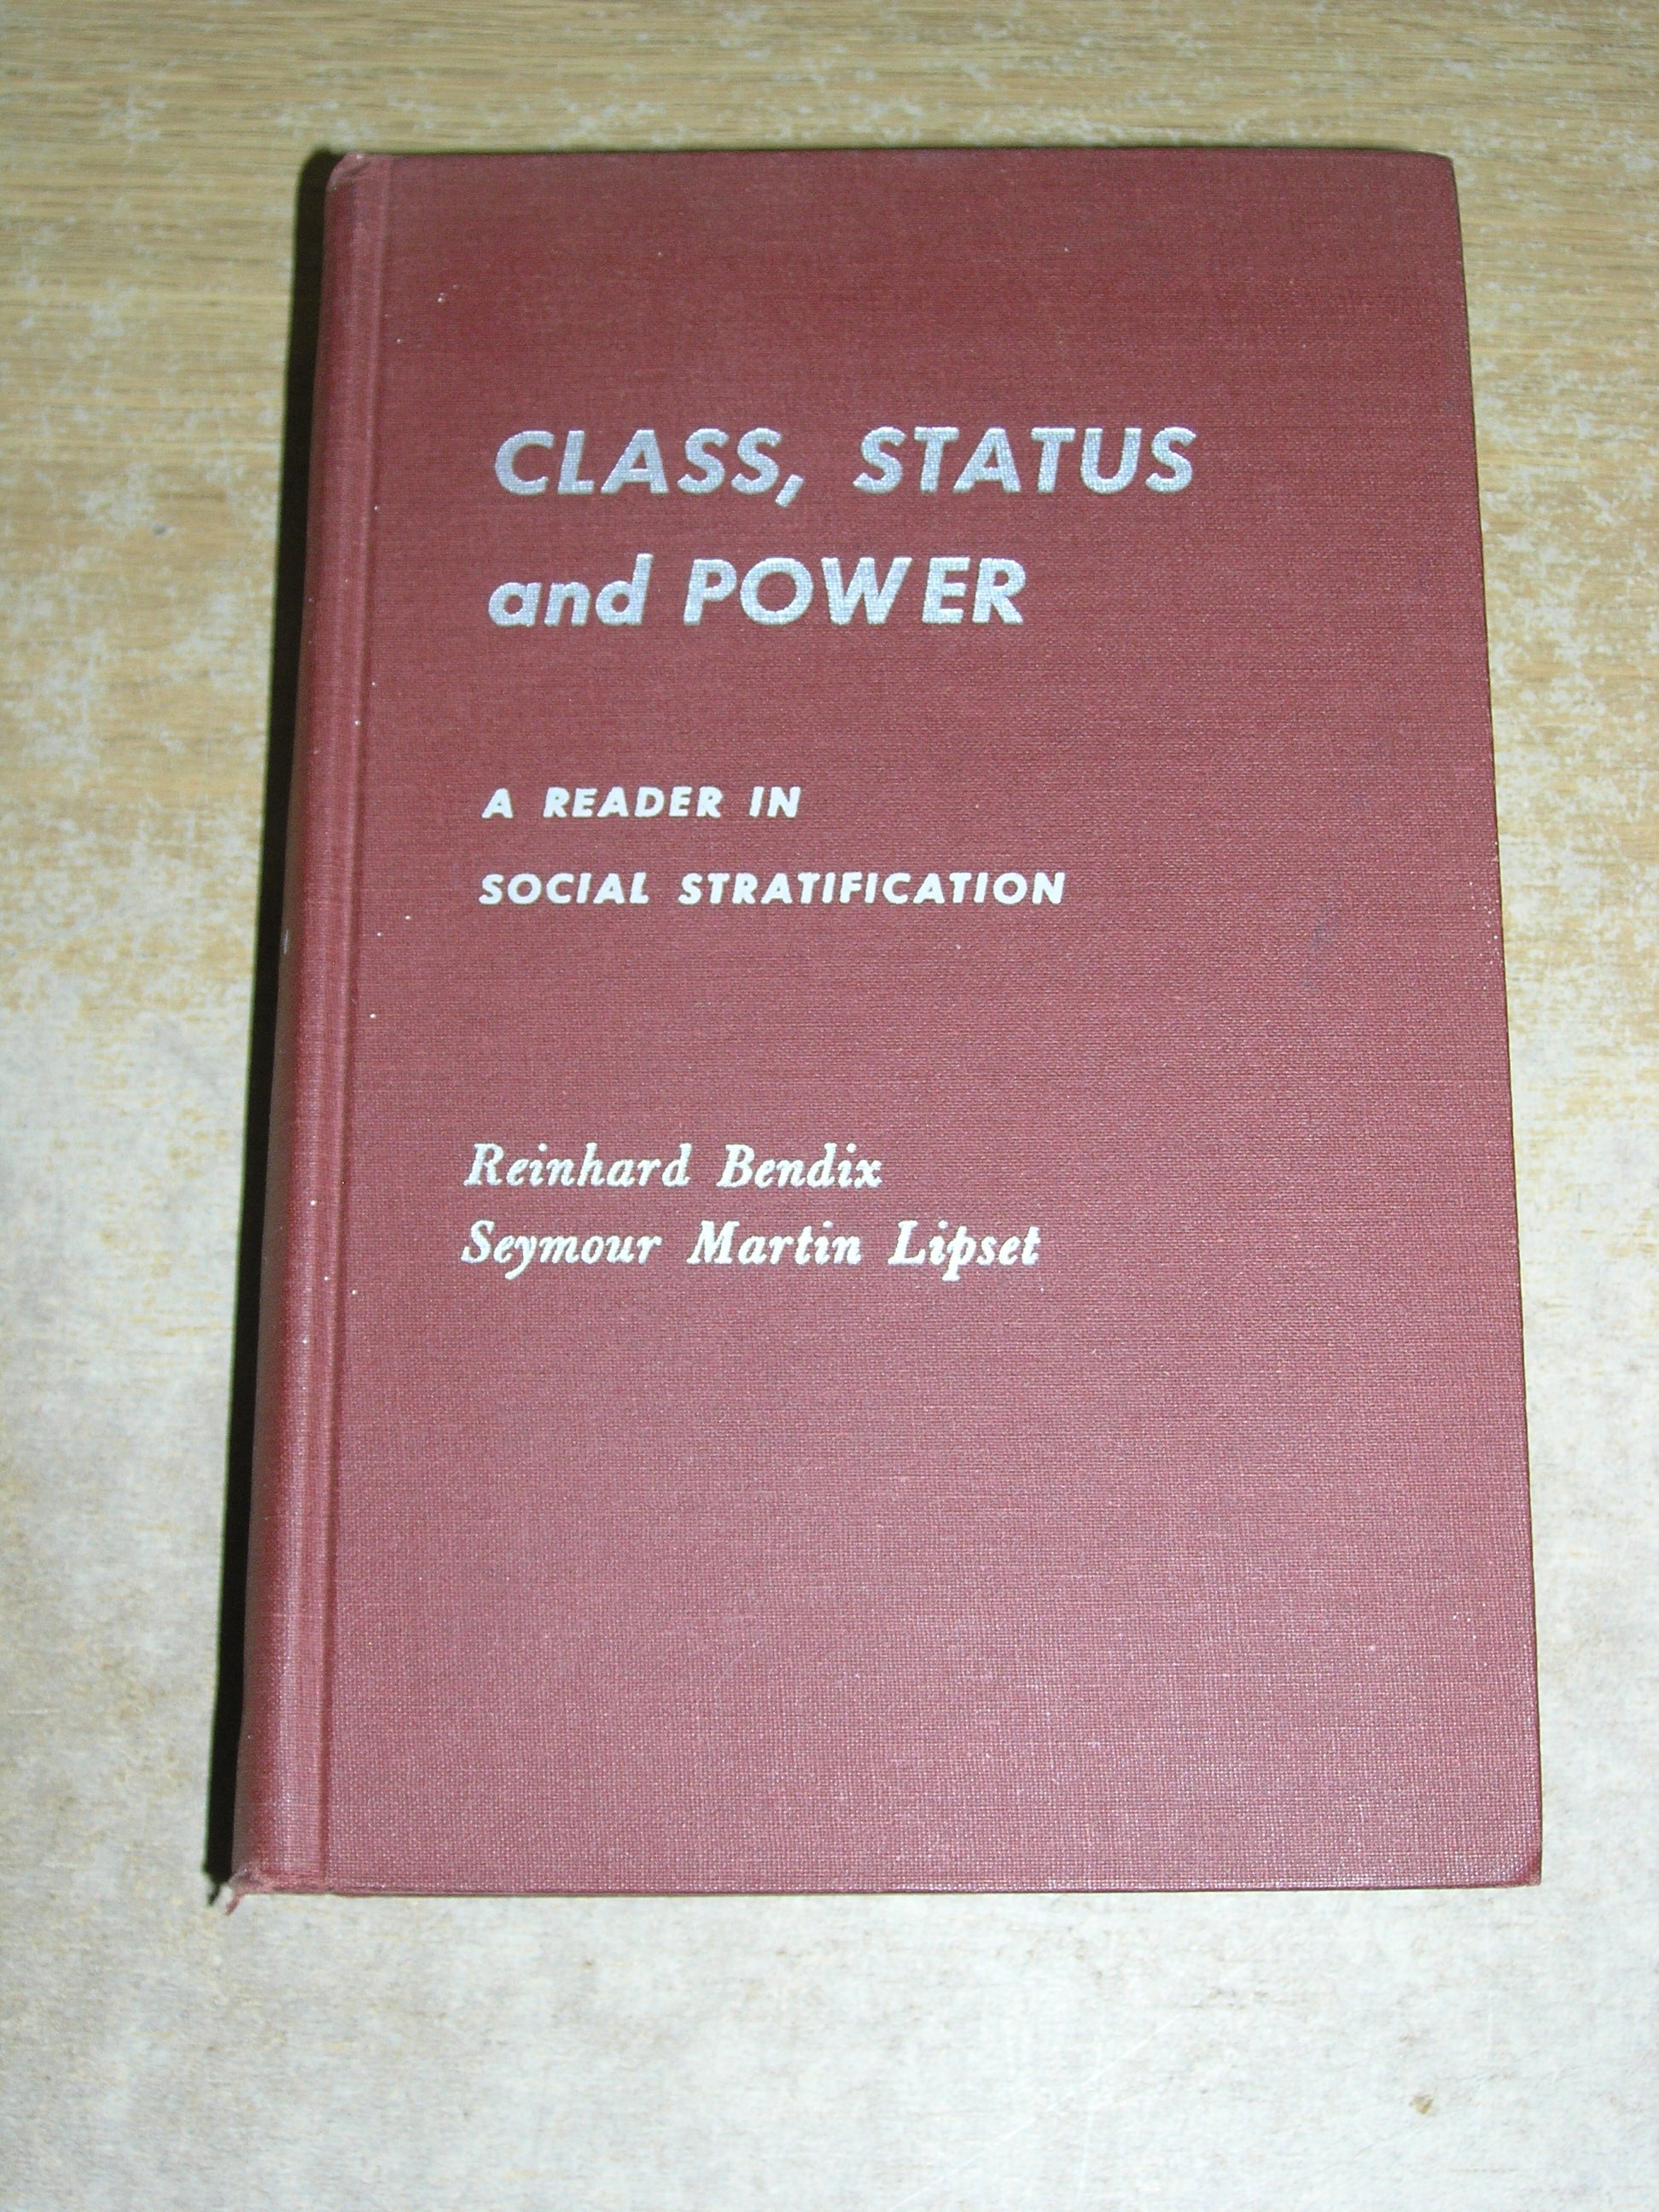 CLASS, STATUS
and POWER
A READER IN
SOCIAL STRATIFICATION
Reinhard Bendix
Seymour Martin Lipset